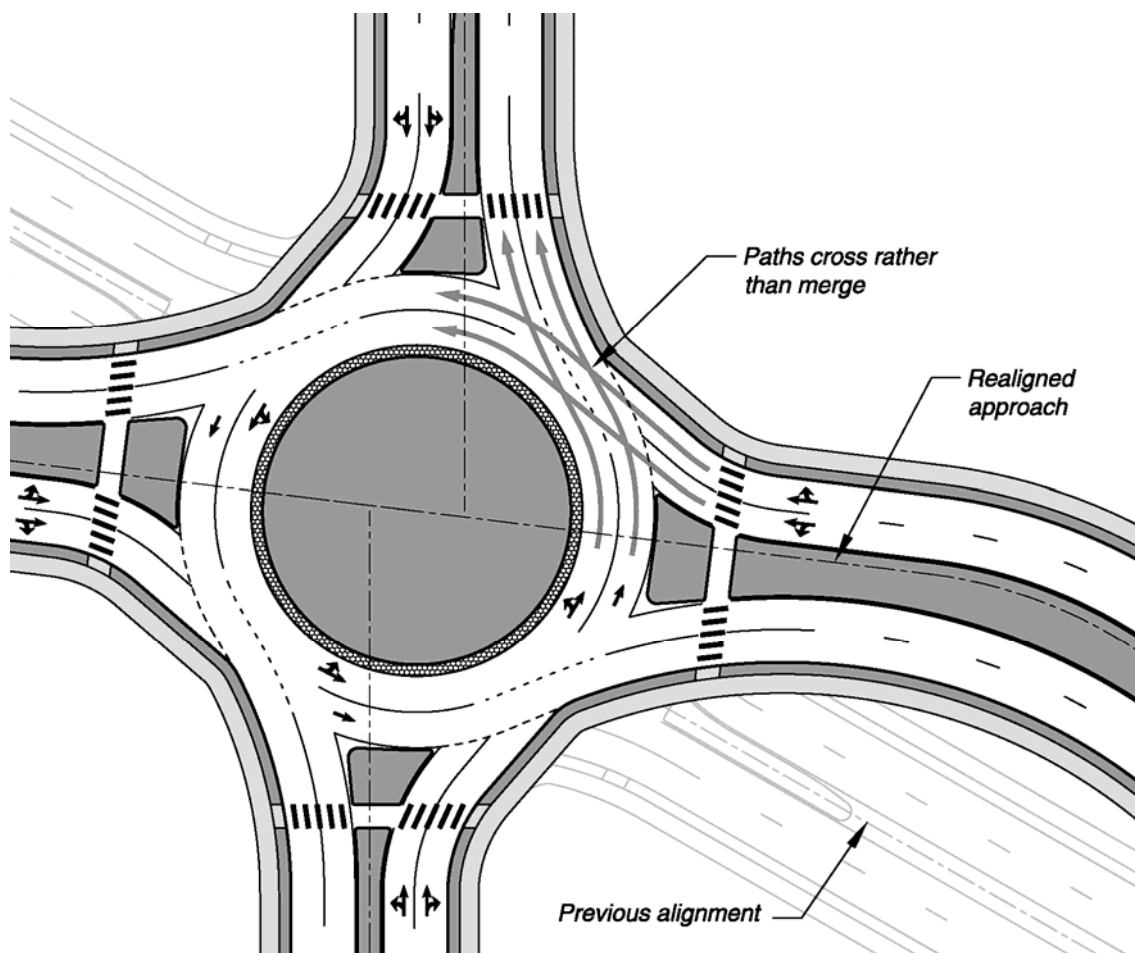 Paths cross rather
than merge
Realigned
approach
Previous alignment